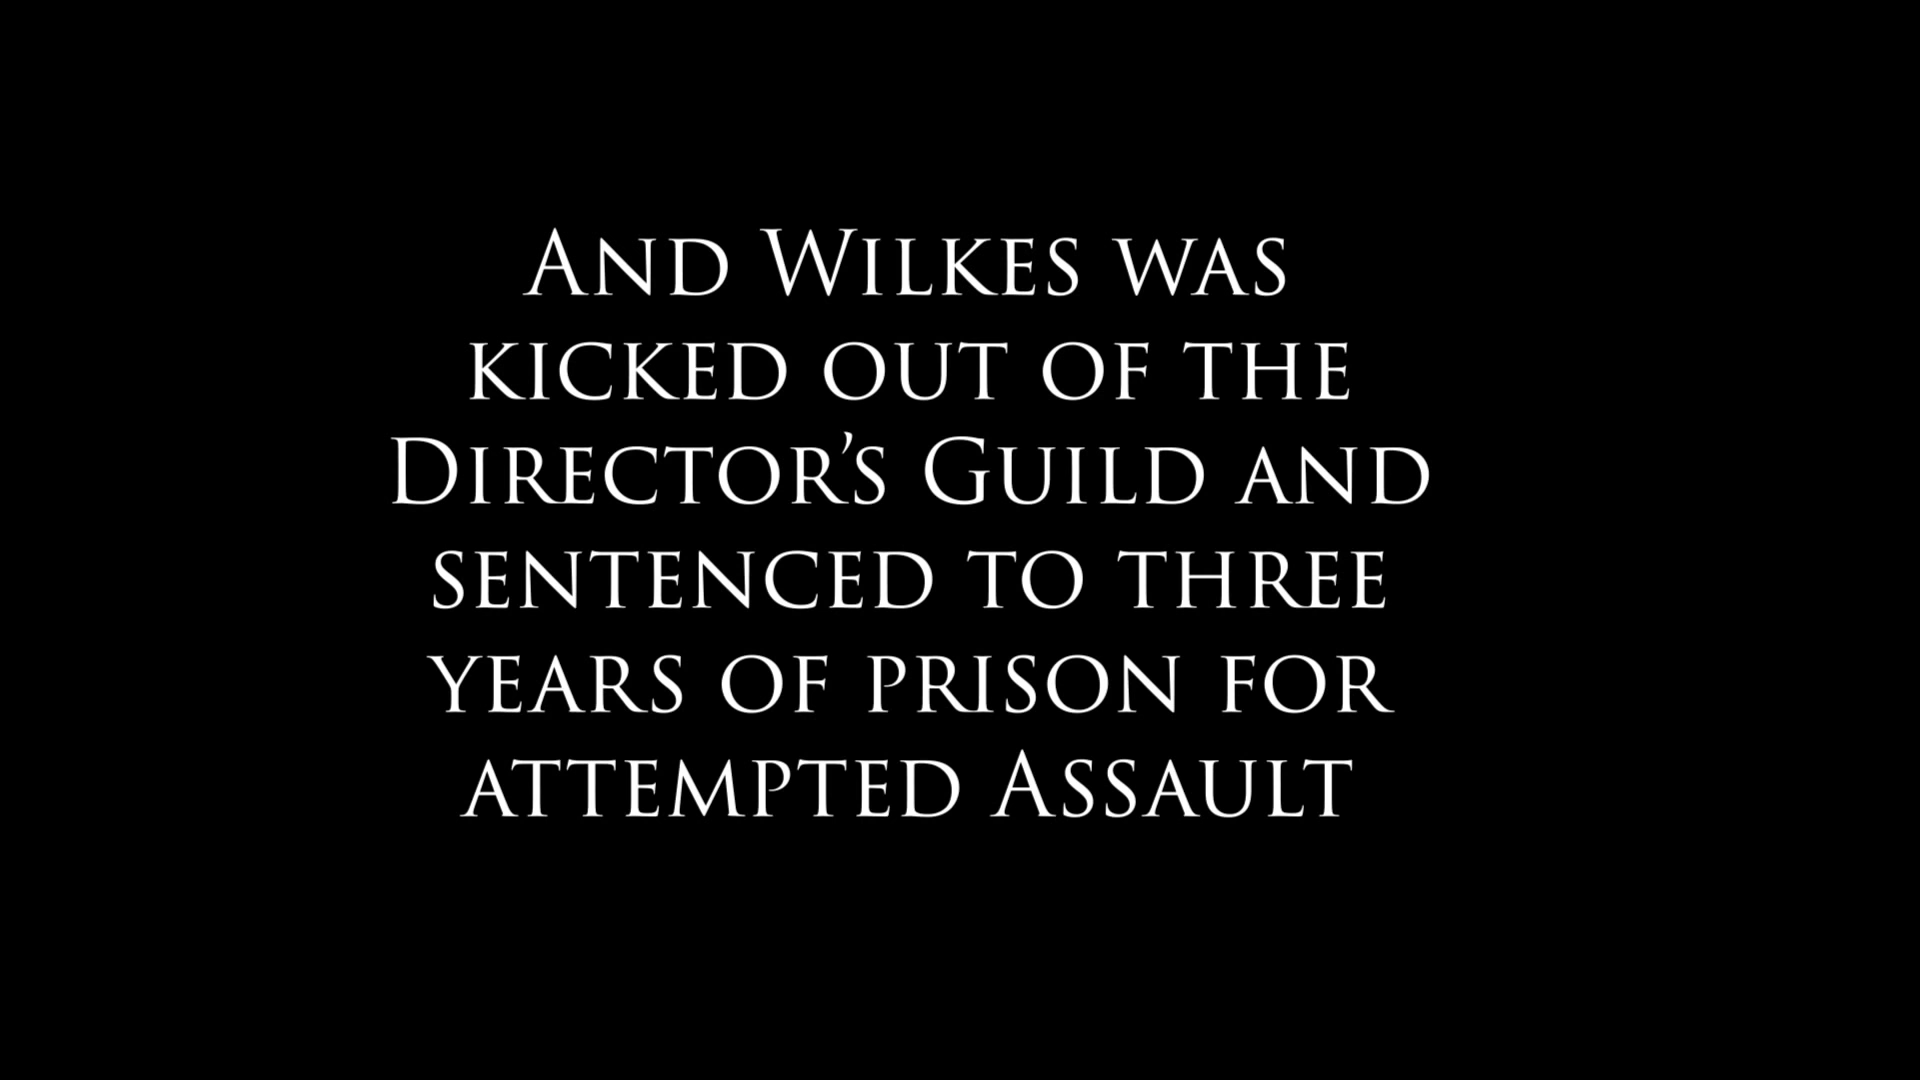 And Wilkes was
kicked out of the
Director’s Guild and
sentenced to three
years of prison for
attempted Assault